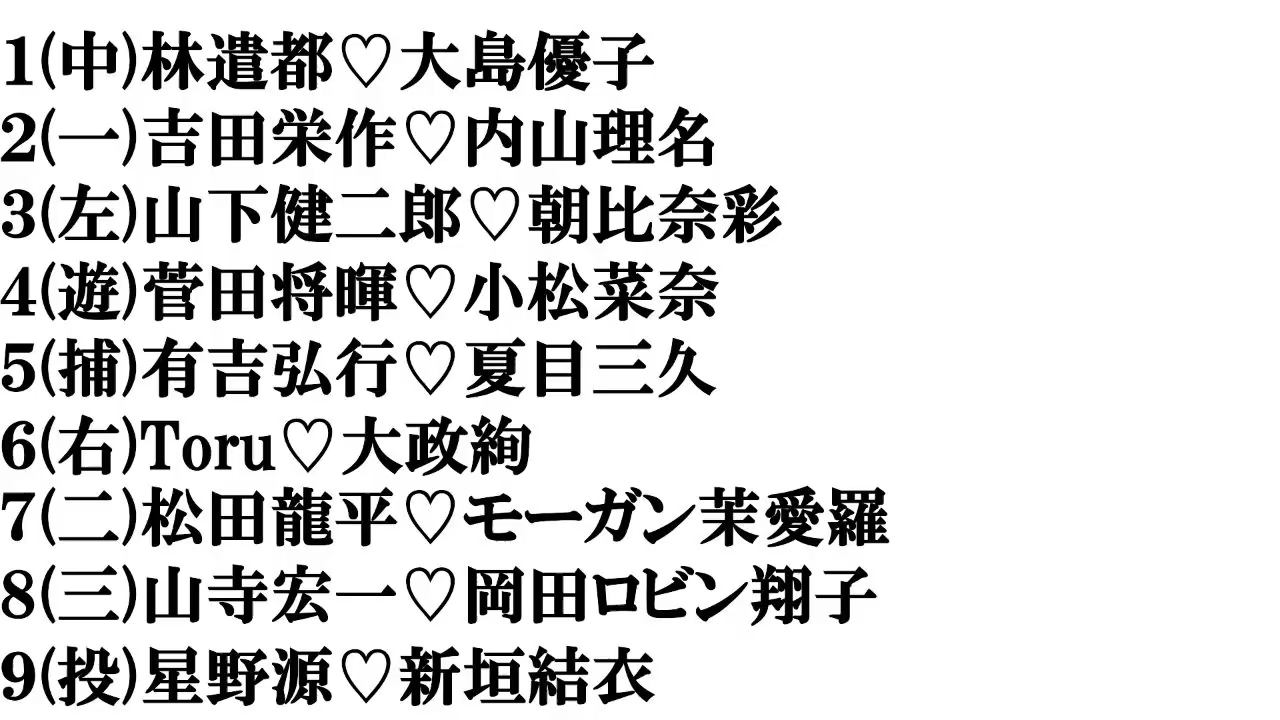 1(中)林遣都♡大島優子
2(一)吉田栄作♡内山理名
3(左)山下健二郎♡朝比奈彩
4(遊)菅田将暉♡小松菜奈
5(捕)有吉弘行♡夏目三久
6(右)Toru♡大政絢
7(二)松田龍平♡モーガン茉愛羅
8(三)山寺宏一♡岡田ロビン翔子
9(投)星野源♡新垣結衣